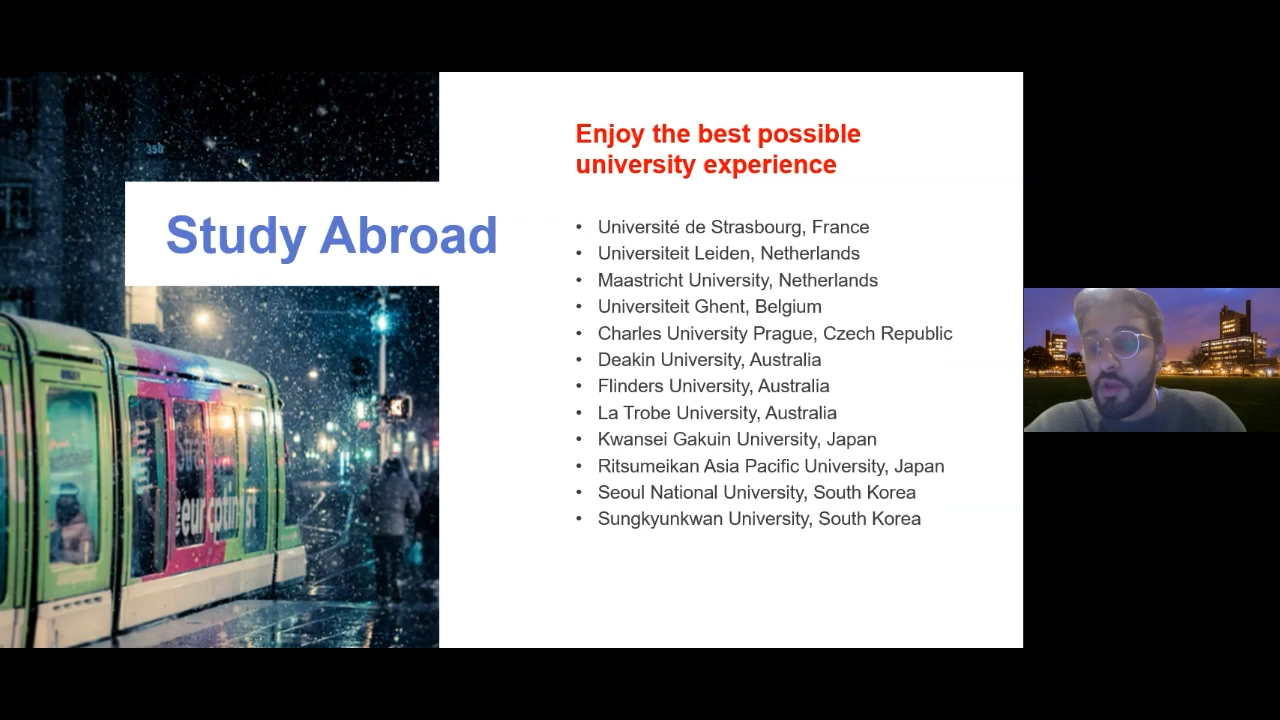 350
Study Abroad
Enjoy the best possible
university experience
• Université de Strasbourg, France
• Universiteit Leiden, Netherlands
• Maastricht University, Netherlands
• Universiteit Ghent, Belgium
• Charles University Prague, Czech Republic
• Deakin University, Australia
• Flinders University, Australia
• La Trobe University, Australia
• Kwansei Gakuin University, Japan
• Ritsumeikan Asia Pacific University, Japan
• Seoul National University, South Korea
• Sungkyunkwan University, South Korea